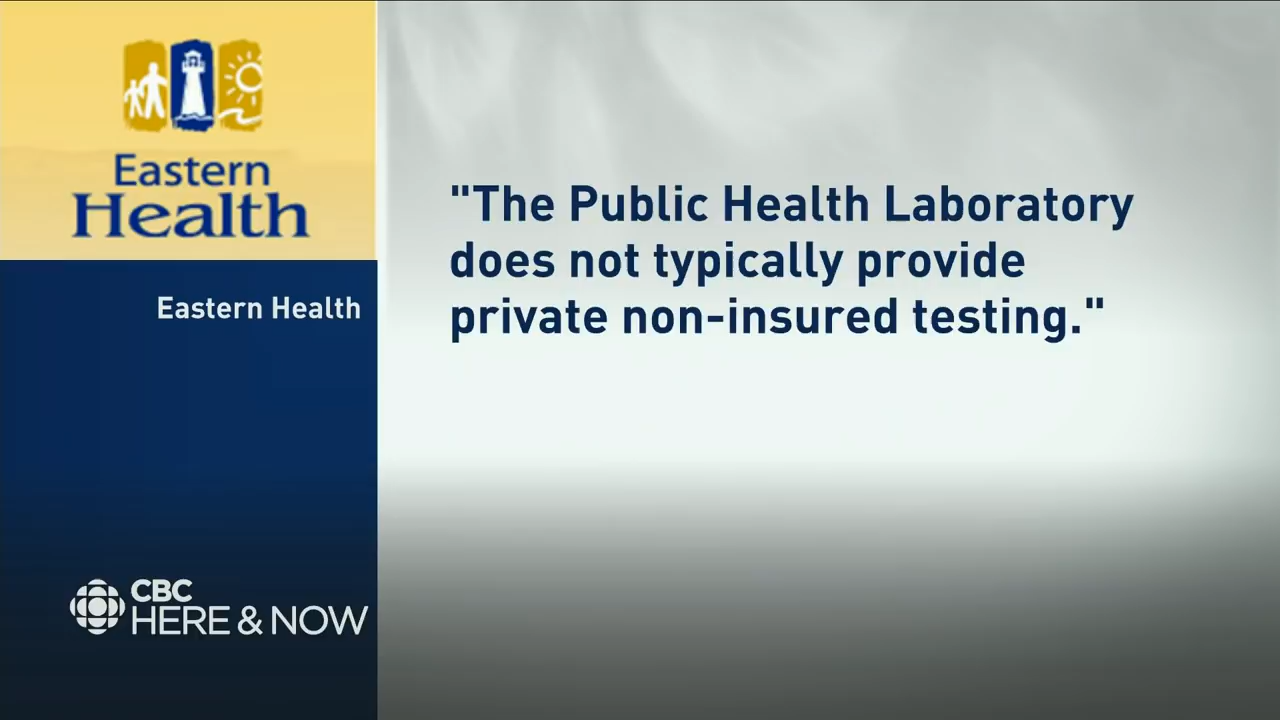 Eastern
Health
Eastern Health
"The Public Health Laboratory
does not typically provide
private non-insured testing."
CBC
HERE & NOW